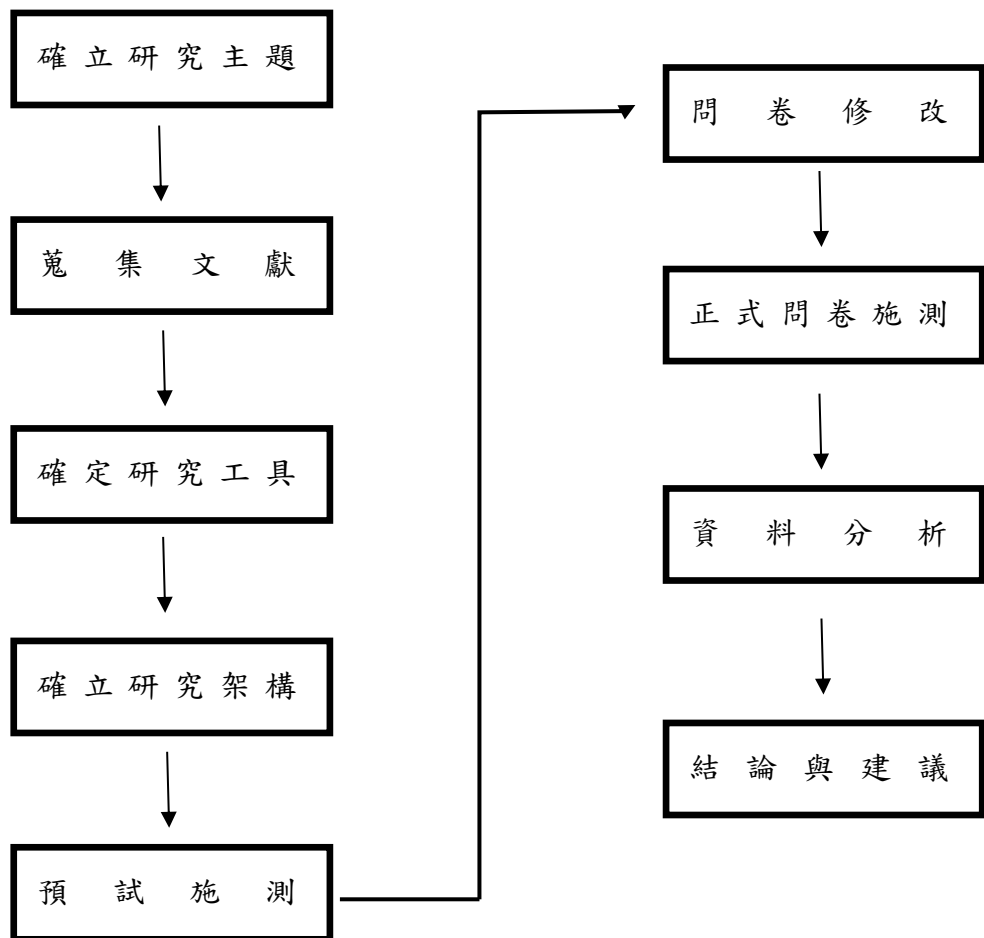 確立研究主題
蒐集文獻
確定研究工具
確立研究架構
預試施測
問卷修改
正式問卷施測
資料分析
結論與建議